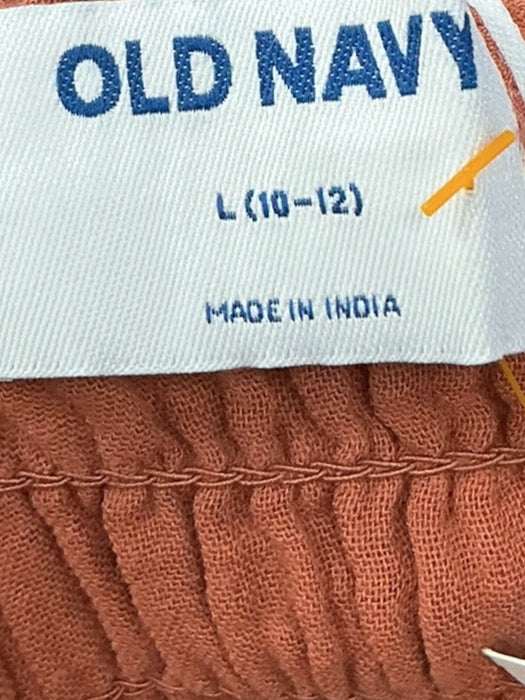 OLD NAVY
L (10-12)
MADE IN INDIA